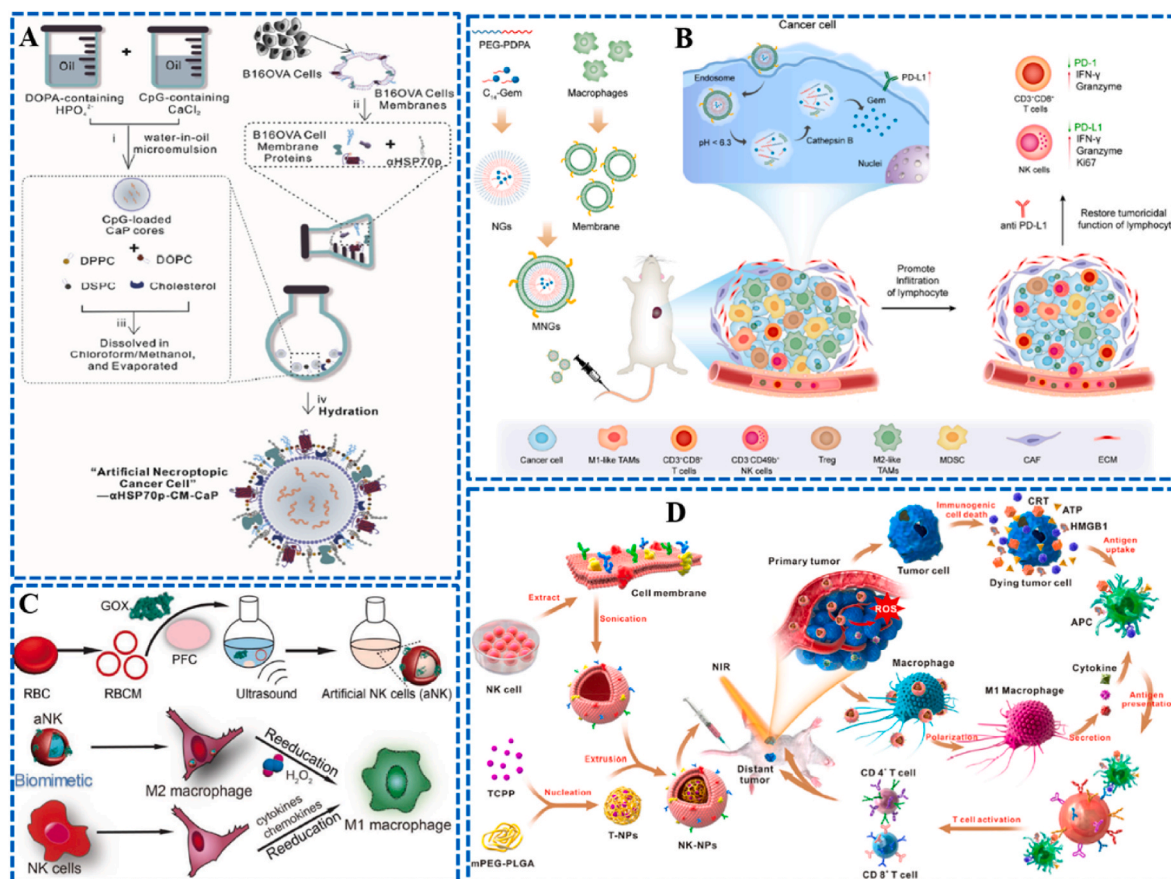 A
Oil
+
Oil
DOPA-containing
HPO₄²⁻
CpG-containing
CaCl₂
B16OVA Cells
B16OVA Cells
Membranes
i
water-in-oil
microemulsion
ii
B16OVA Cell
Membrane
Proteins
+
αHSP70p
CpG-loaded
CaP cores
+
DPPC
DOPC
DSPC
Cholesterol
iii
Dissolved in
Chloroform/Methanol,
and Evaporated
iv
Hydration
"Artificial Necroptopic
Cancer Cell"
—αHSP70p-CM-CaP
B
PEG-PDPA
C₁₈-Gem
NGs
Macrophages
Membrane
MNGs
Cancer cell
Endosome
PD-L1↑
Gem
pH < 6.3
Cathepsin B
Nuclei
CD3⁺CD8⁺
T cells
PD-1
IFN-γ
Granzyme
NK cells
PD-L1
IFN-γ
Granzyme
Ki67
anti PD-L1
Restore tumoricidal
function of lymphocyt
Promote
Infiltration
of lymphocyte
Cancer cell
M1-like TAMs
CD3⁺CD8⁺
T cells
CD3⁻CD49b⁺
NK cells
Treg
M2-like
TAMs
MDSC
CAF
ECM
C
GOX
PFC
RBC
RBCM
Ultrasound
Artificial NK cells (aNK)
aNK
Biomimetic
M2 macrophage
Reeducation
H₂O₂
cytokines
chemokines
Reeducation
M1 macrophage
NK cells
D
Extract
Cell membrane
NK cell
Sonication
TCPP
Extrusion
Nucleation
mPEG-PLGA
T-NPs
NK-NPs
NIR
Distant
tumor
Primary tumor
ROS
Tumor cell
Immunogenic
cell death
CRT
ATP
HMGB1
Dying tumor cell
Antigen
uptake
APC
Macrophage
Polarization
M1 Macrophage
Secretion
Cytokine
Antigen
presentation
T cell activation
CD 4⁺ T cell
CD 8⁺ T cell